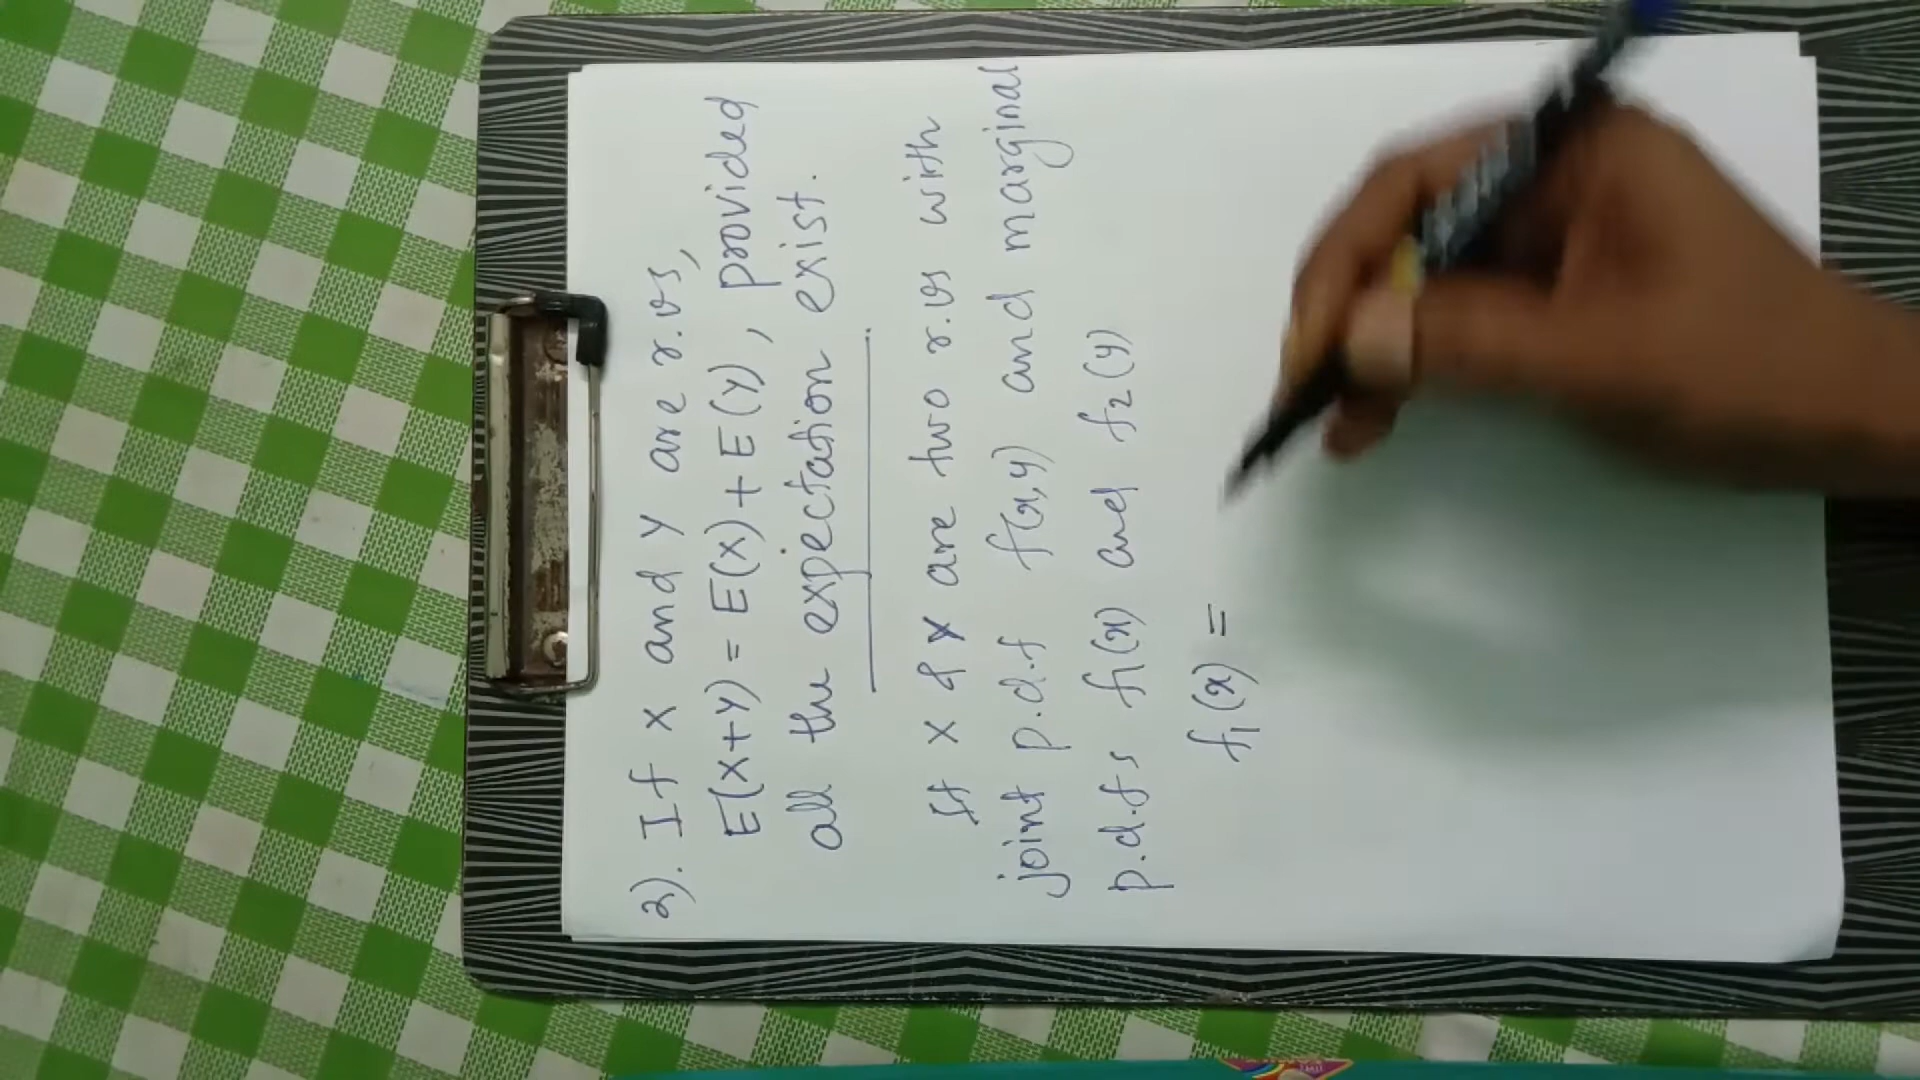 2). If X and Y are r.vs,
E(X+Y) = E(X)+E(Y), provided
all the expectation exist.
If X & Y are two r.vs with
joint p.d.f f(x,y) and marginal
p.d.fs f1(x) and f2(y)
f1(x) =